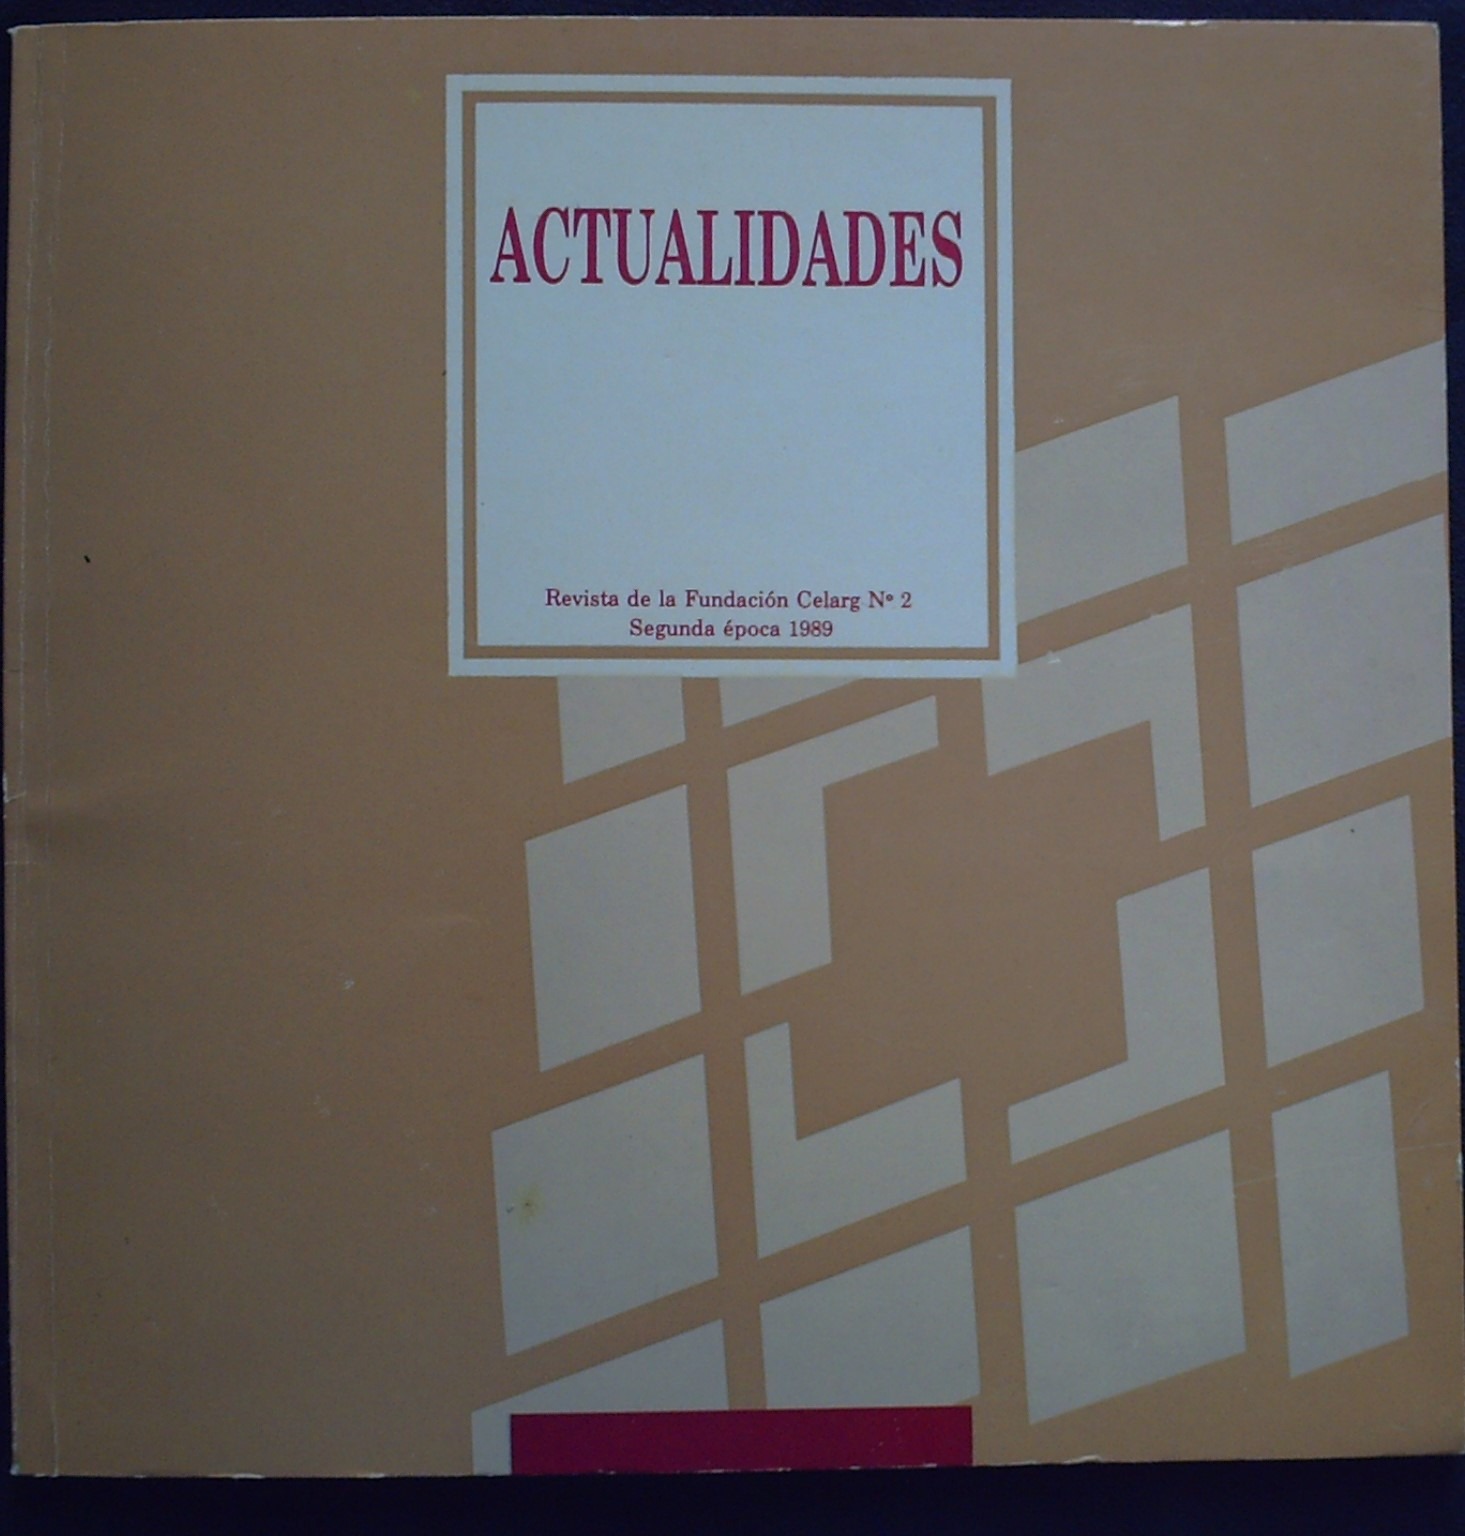 ACTUALIDADES
Revista de la Fundación Celarg Nº 2
Segunda época 1989